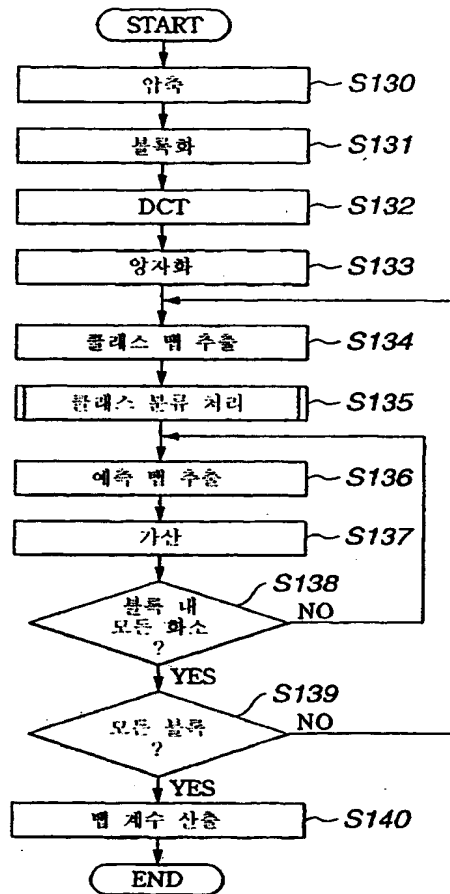 START
압축
S130
블록화
S131
DCT
S132
양자화
S133
클래스 탭 추출
S134
클래스 분류 처리
S135
예측 탭 추출
S136
가산
S137
S138
블록 내
모든 화소
?
NO
YES
S139
모든 블록
?
NO
YES
탭 계수 산출
S140
END